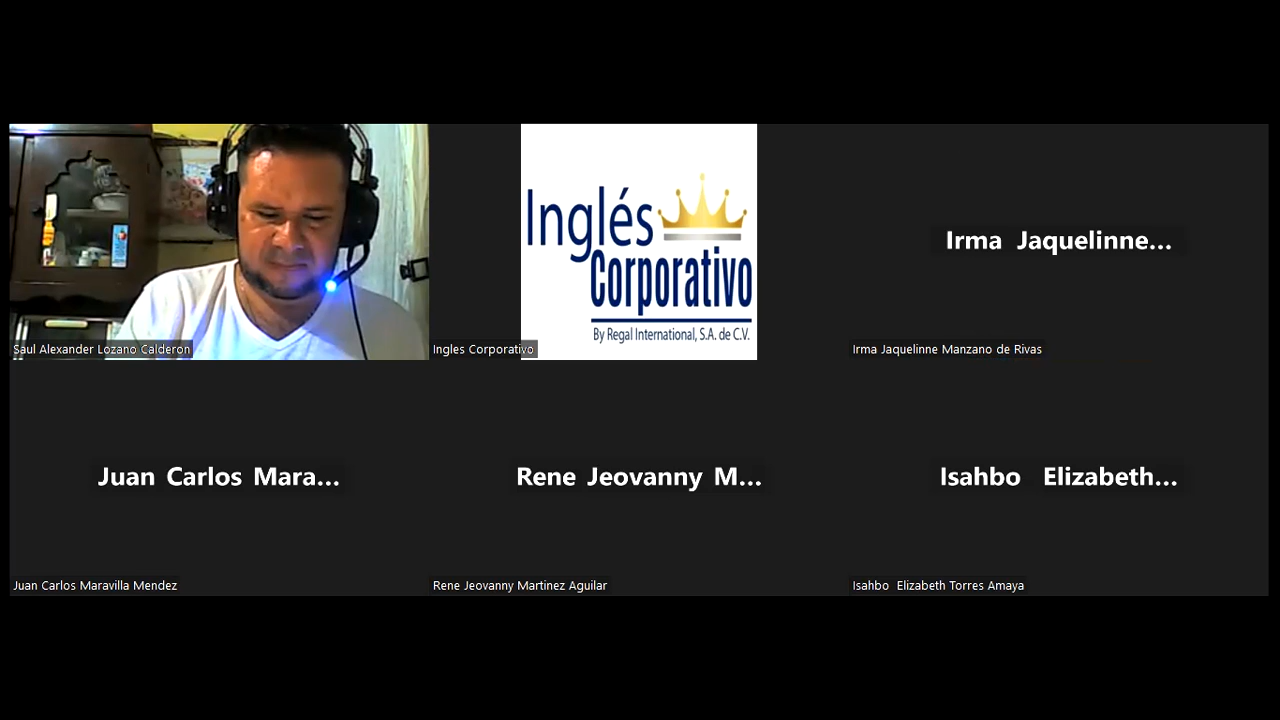 Saul Alexander Lozano Calderon
Inglés
Corporativo
By Regal International, S.A. de C.V.
Ingles Corporativo
Irma Jaquelinne...
Irma Jaquelinne Manzano de Rivas
Juan Carlos Mara...
Juan Carlos Maravilla Mendez
Rene Jeovanny M...
Rene Jeovanny Martinez Aguilar
Isahbo Elizabeth...
Isahbo Elizabeth Torres Amaya